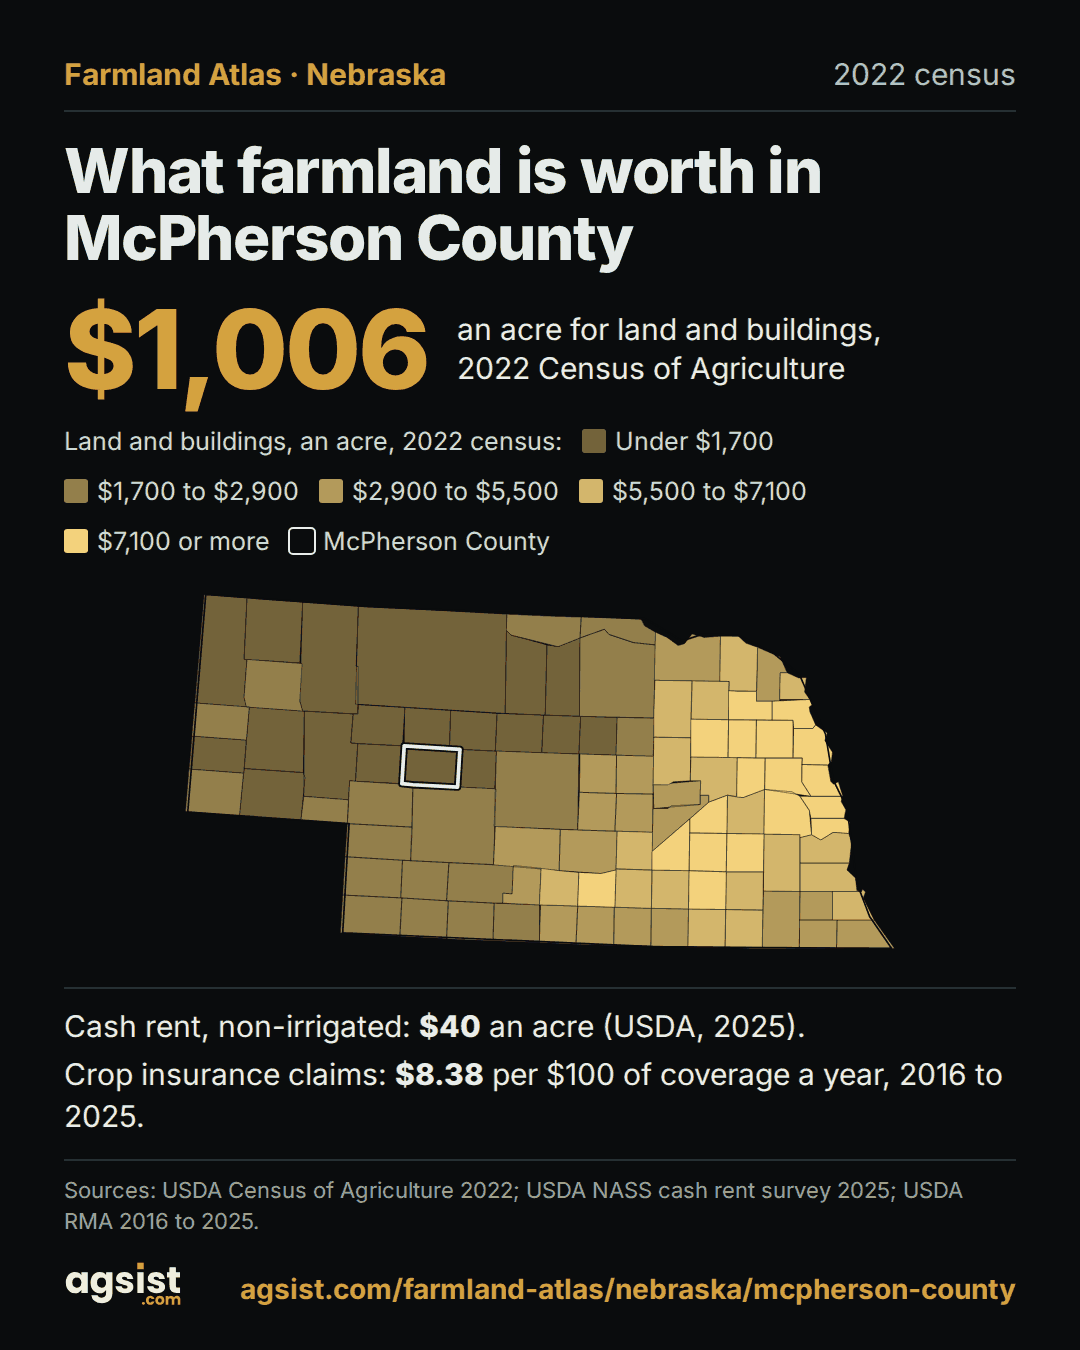 Farmland Atlas · Nebraska
2022 census
What farmland is worth in
McPherson County
$1,006
an acre for land and buildings,
2022 Census of Agriculture
Land and buildings, an acre, 2022 census: Under $1,700
$1,700 to $2,900 $2,900 to $5,500 $5,500 to $7,100
$7,100 or more McPherson County
Cash rent, non-irrigated: $40 an acre (USDA, 2025).
Crop insurance claims: $8.38 per $100 of coverage a year, 2016 to
2025.
Sources: USDA Census of Agriculture 2022; USDA NASS cash rent survey 2025; USDA
RMA 2016 to 2025.
agsist
.com
agsist.com/farmland-atlas/nebraska/mcpherson-county